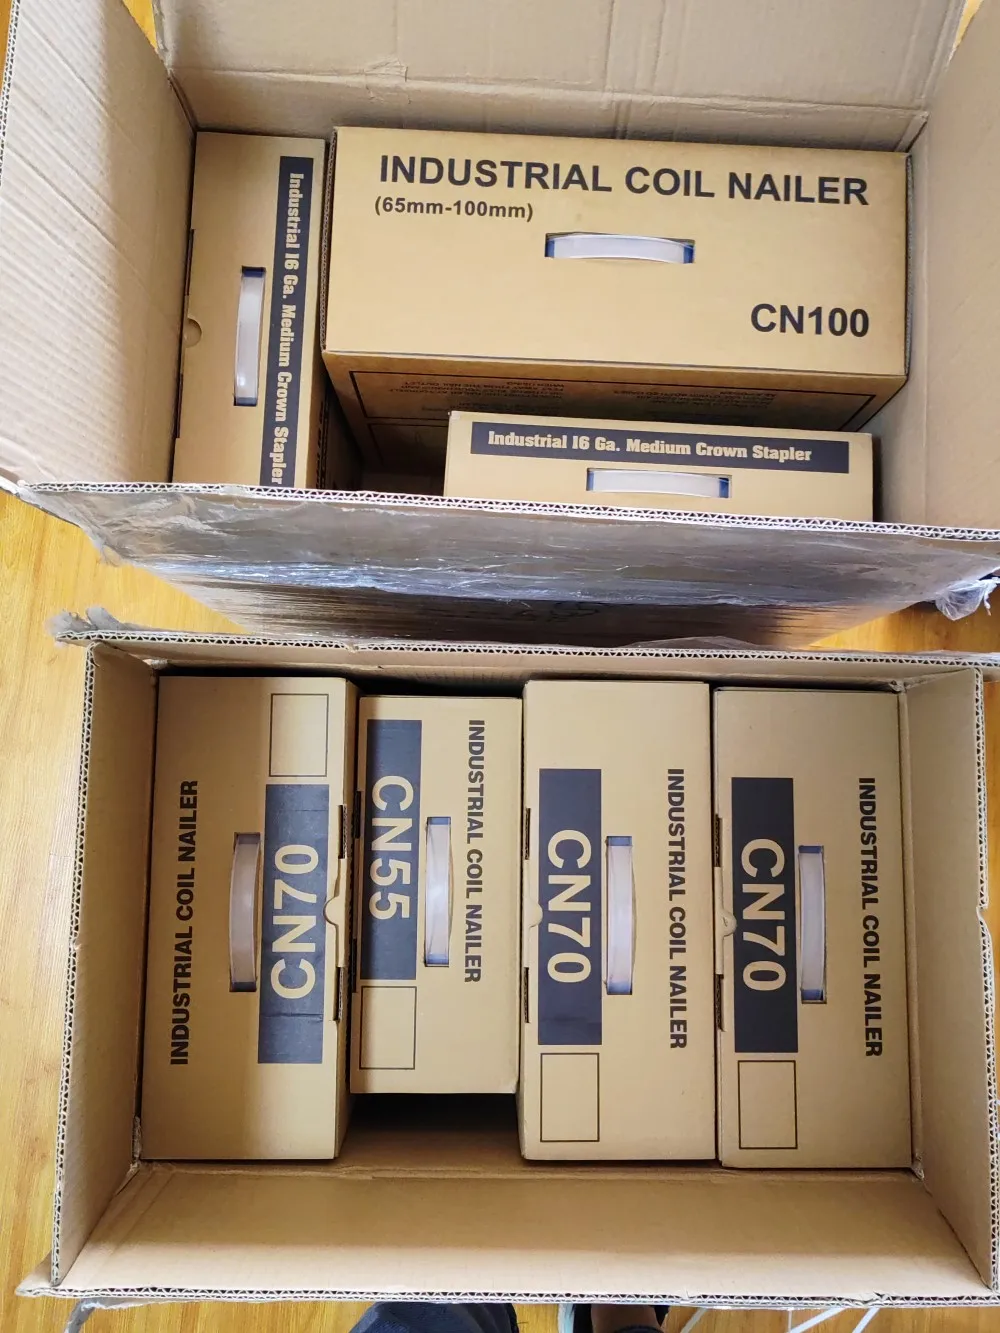 Industrial 16 Ga. Medium Crown Stapler
INDUSTRIAL COIL NAILER
(65mm-100mm)
CN100
Industrial 16 Ga. Medium Crown Stapler
INDUSTRIAL COIL NAILER
CN70
CN55
INDUSTRIAL COIL NAILER
CN70
INDUSTRIAL COIL NAILER
CN70
INDUSTRIAL COIL NAILER